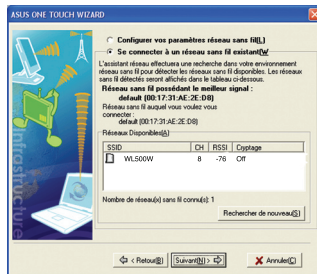 ASUS ONE TOUCH WIZARD
Configurer vos paramètres réseau sans fil(L)
Se connecter à un réseau sans fil existant(W
L'assistant réseau effectuera une recherche dans votre environnement
réseau sans fil pour détecter les réseaux sans fil disponibles. Les réseaux
sans fil détectés seront affichés dans le tableau ci-dessous.
Réseau sans fil possédant le meilleur signal :
default (00:17:31:AE:2E:D8)
Réseau sans fil auquel vous voulez vous
connecter :
default (00:17:31:AE:2E:D8)
Réseaux Disponibles(A)
SSID CH RSSI Cryptage
WL500W 8 -76 Off
Nombre de réseau(x) sans fil connu(s): 1
Rechercher de nouveau(S)
< Retour(B) Suivant(N) > Annuler(C)
Infrastructure